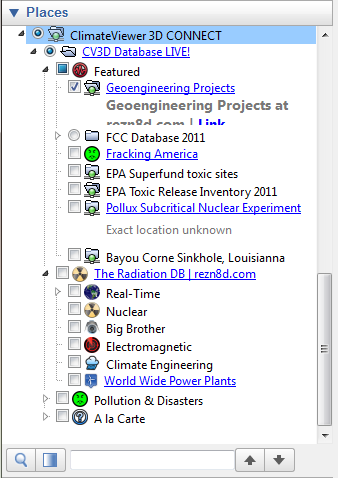 Places
ClimateViewer 3D CONNECT
CV3D Database LIVE!
Featured
Geoengineering Projects
Geoengineering Projects at
rezn8d.com | Link
FCC Database 2011
Fracking America
EPA Superfund toxic sites
EPA Toxic Release Inventory 2011
Pollux Subcritical Nuclear Experiment
Exact location unknown
Bayou Corne Sinkhole, Louisianna
The Radiation DB | rezn8d.com
Real-Time
Nuclear
Big Brother
Electromagnetic
Climate Engineering
World Wide Power Plants
Pollution & Disasters
A la Carte